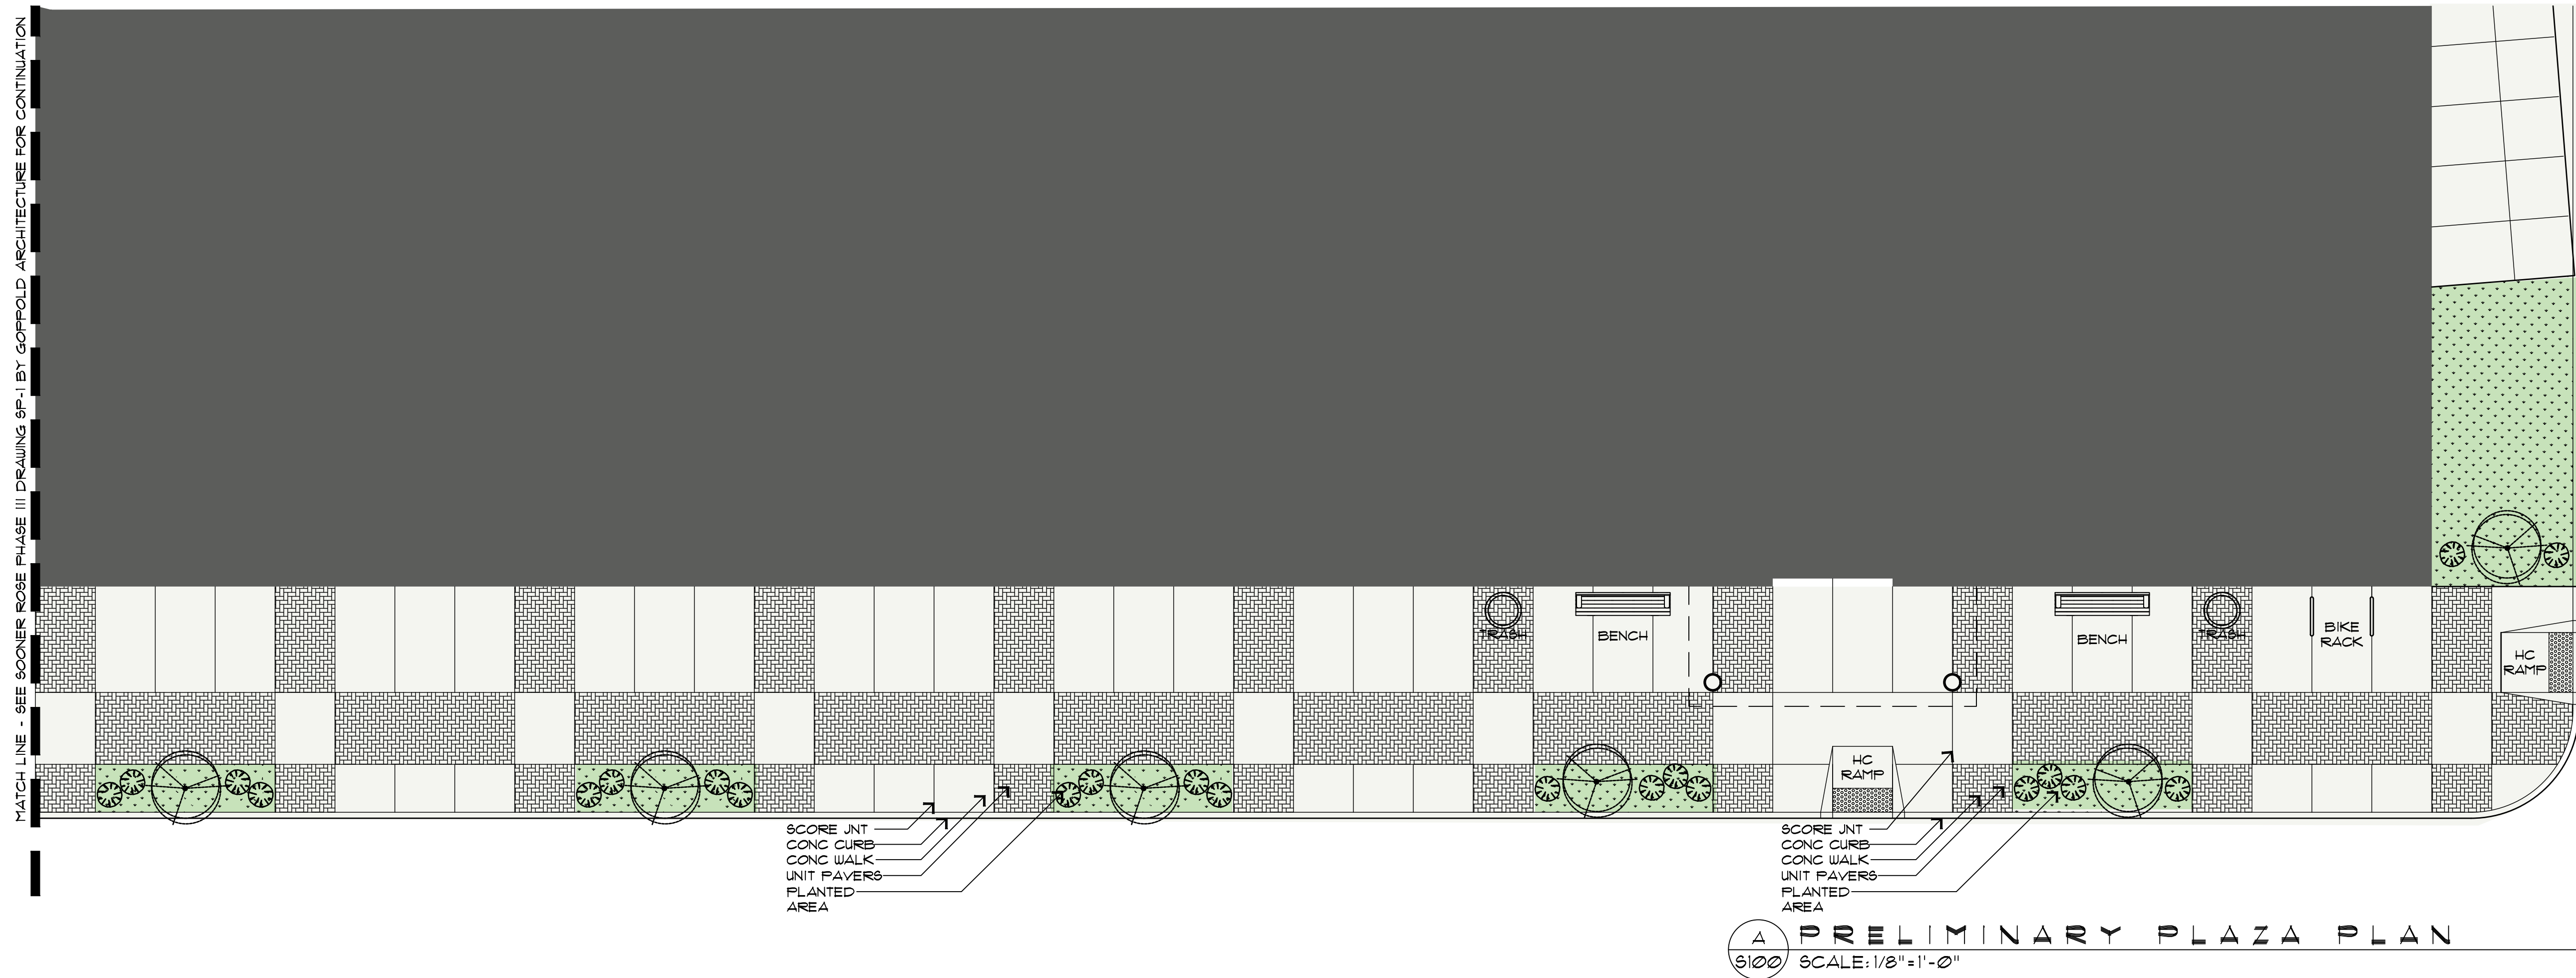 MATCH LINE - SEE SOONER ROSE PHASE III DRAWING SP-1 BY GOPPOLD ARCHITECTURE FOR CONTINUATION
TRASH
BENCH
BENCH
TRASH
BIKE
RACK
HC
RAMP
HC
RAMP
SCORE JNT
CONC CURB
CONC WALK
UNIT PAVERS
PLANTED
AREA
SCORE JNT
CONC CURB
CONC WALK
UNIT PAVERS
PLANTED
AREA
A
S100
PRELIMINARY PLAZA PLAN
SCALE: 1/8"=1'-0"